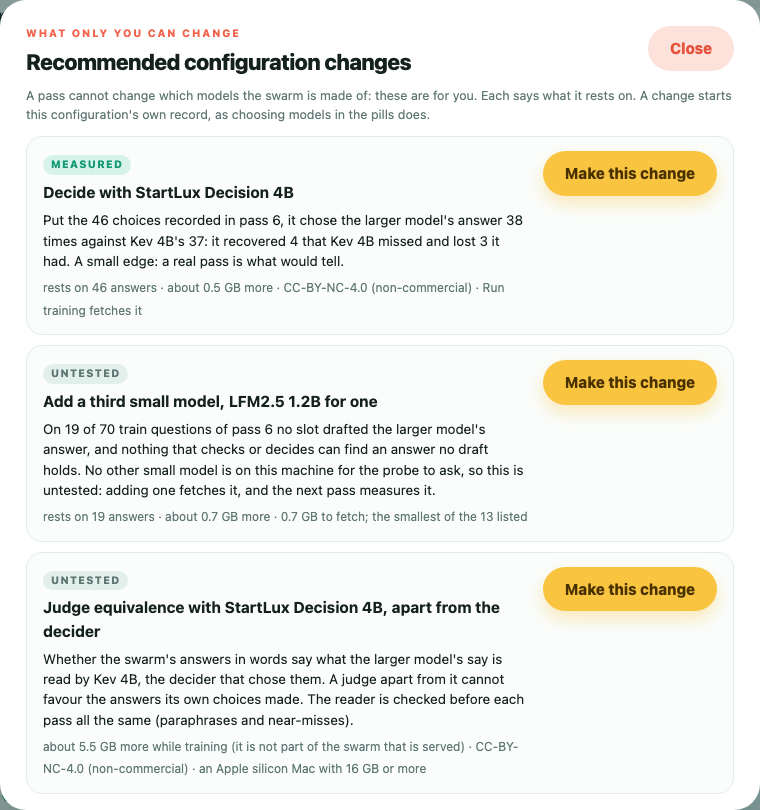 WHAT ONLY YOU CAN CHANGE
Recommended configuration changes
Close
A pass cannot change which models the swarm is made of: these are for you. Each says what it rests on. A change starts
this configuration's own record, as choosing models in the pills does.
MEASURED
Decide with StartLux Decision 4B
Put the 46 choices recorded in pass 6, it chose the larger model's answer 38
times against Kev 4B's 37: it recovered 4 that Kev 4B missed and lost 3 it
had. A small edge: a real pass is what would tell.
rests on 46 answers · about 0.5 GB more · CC-BY-NC-4.0 (non-commercial) · Run
training fetches it
Make this change
UNTESTED
Add a third small model, LFM2.5 1.2B for one
On 19 of 70 train questions of pass 6 no slot drafted the larger model's
answer, and nothing that checks or decides can find an answer no draft
holds. No other small model is on this machine for the probe to ask, so this is
untested: adding one fetches it, and the next pass measures it.
rests on 19 answers · about 0.7 GB more · 0.7 GB to fetch; the smallest of the 13 listed
Make this change
UNTESTED
Judge equivalence with StartLux Decision 4B, apart from the
decider
Whether the swarm's answers in words say what the larger model's say is
read by Kev 4B, the decider that chose them. A judge apart from it cannot
favour the answers its own choices made. The reader is checked before each
pass all the same (paraphrases and near-misses).
about 5.5 GB more while training (it is not part of the swarm that is served) · CC-BY-
NC-4.0 (non-commercial) · an Apple silicon Mac with 16 GB or more
Make this change